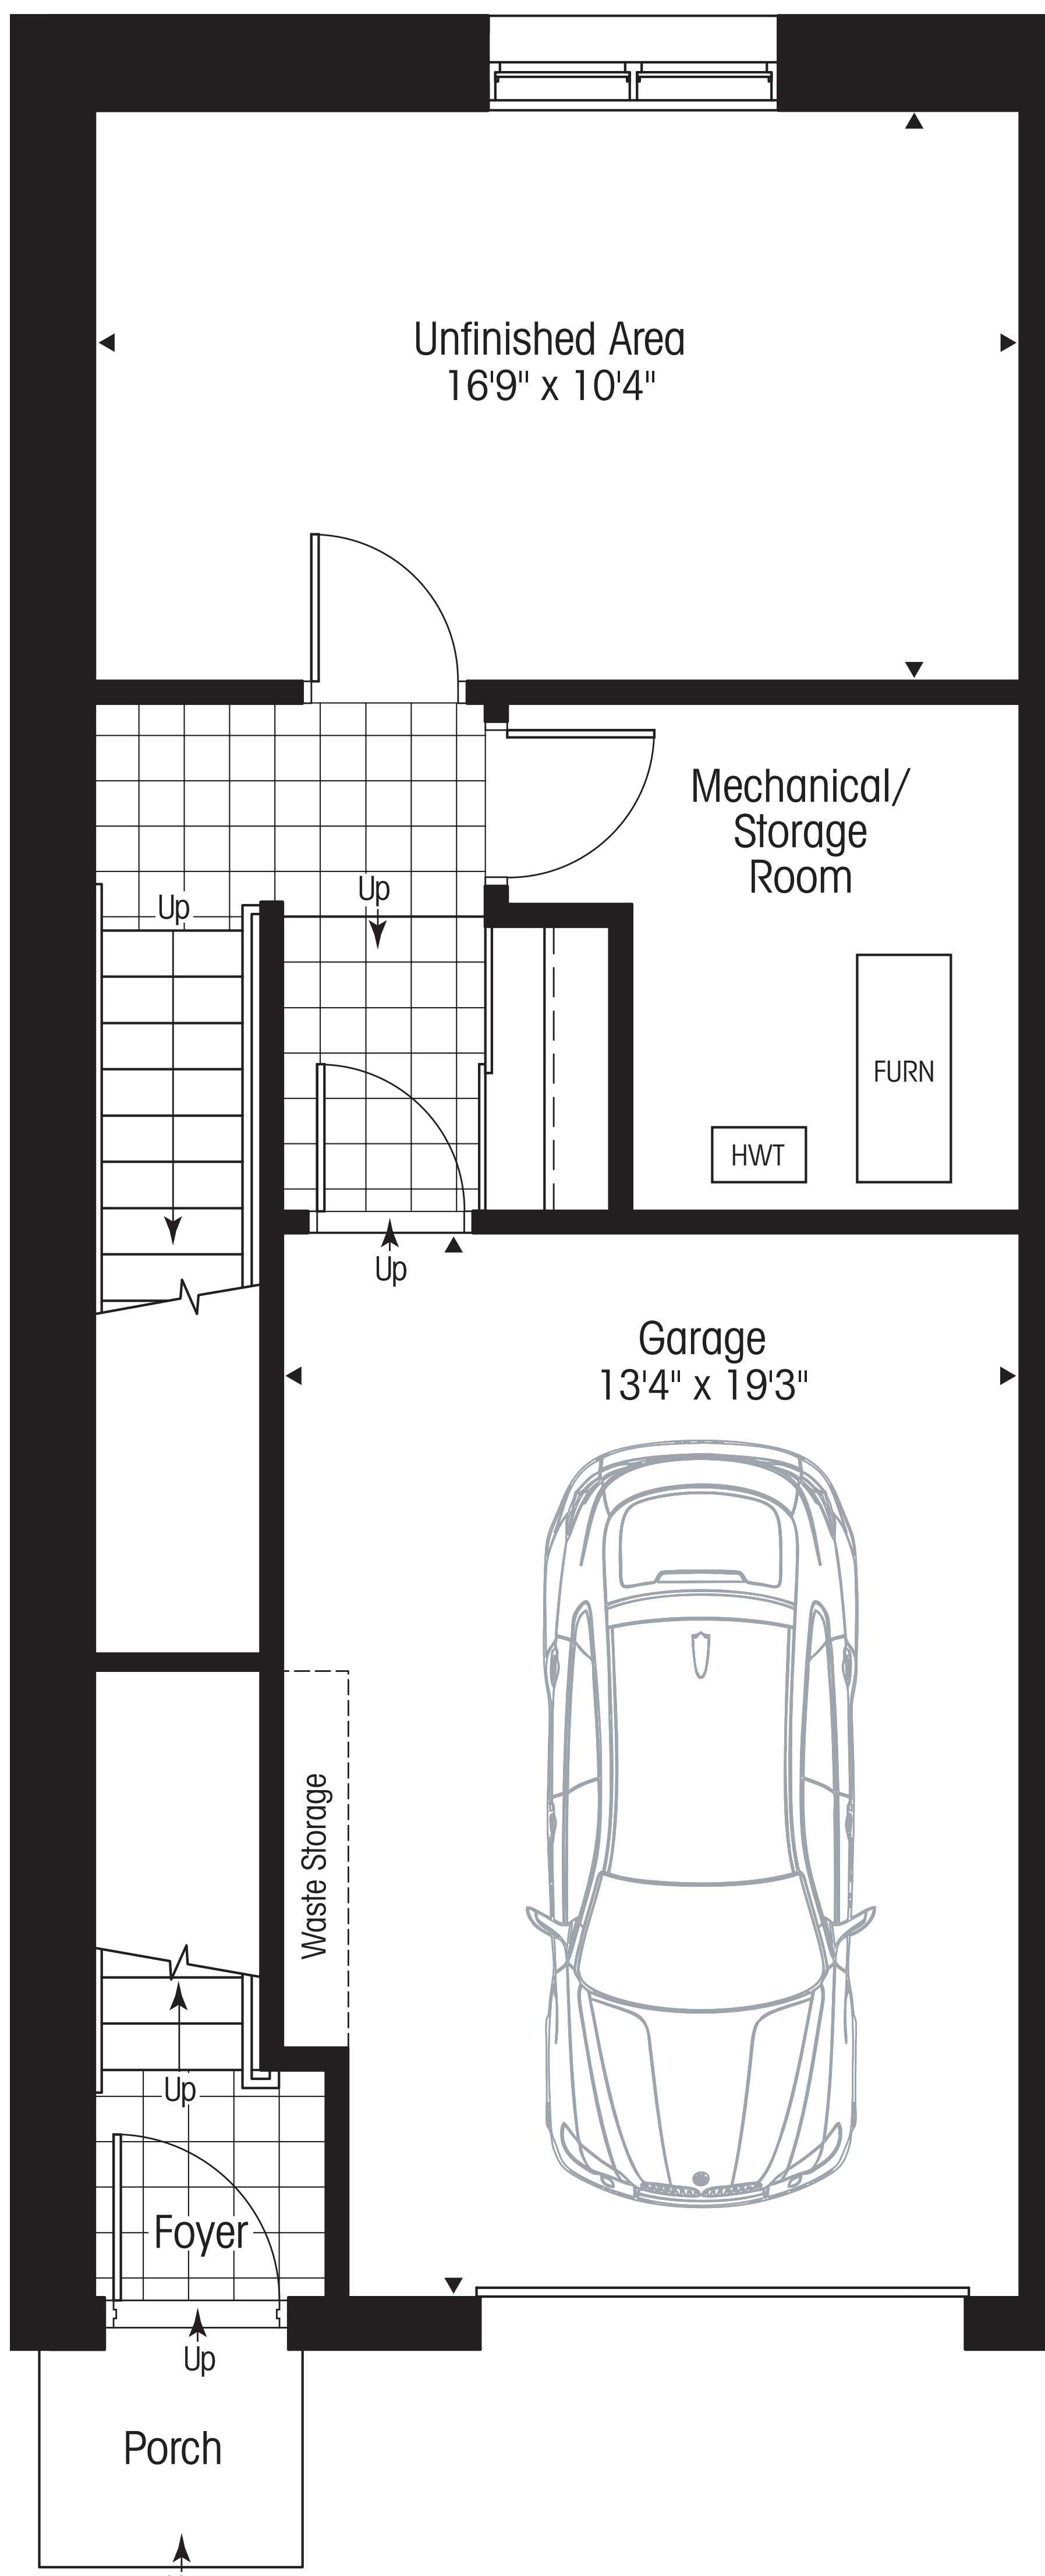 Unfinished Area
16'9" x 10'4"
Mechanical/
Storage
Room
Up
Up
FURN
HWT
Up
Garage
13'4" x 19'3"
Waste Storage
Up
Foyer
Up
Porch